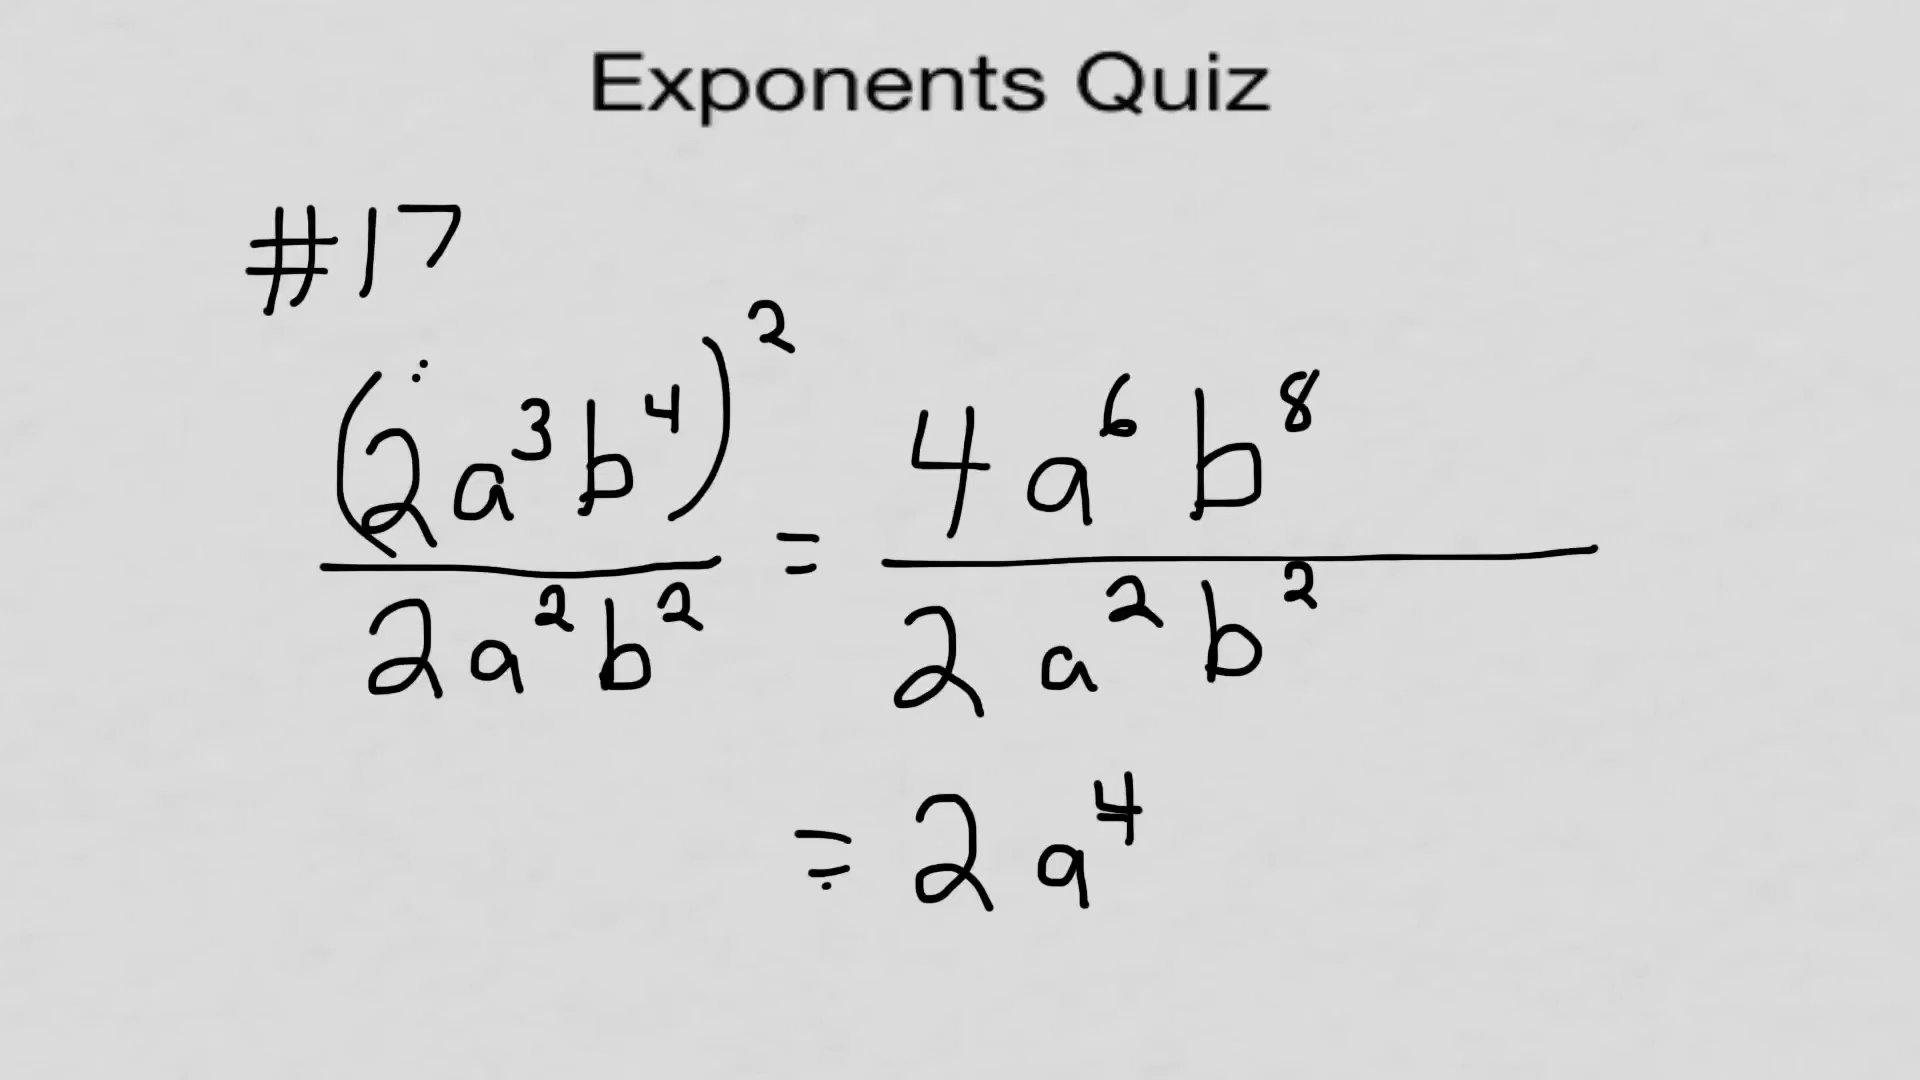 Exponents Quiz
#17
(2a³b⁴)² / 2a²b² = 4a⁶b⁸ / 2a²b²
= 2a⁴